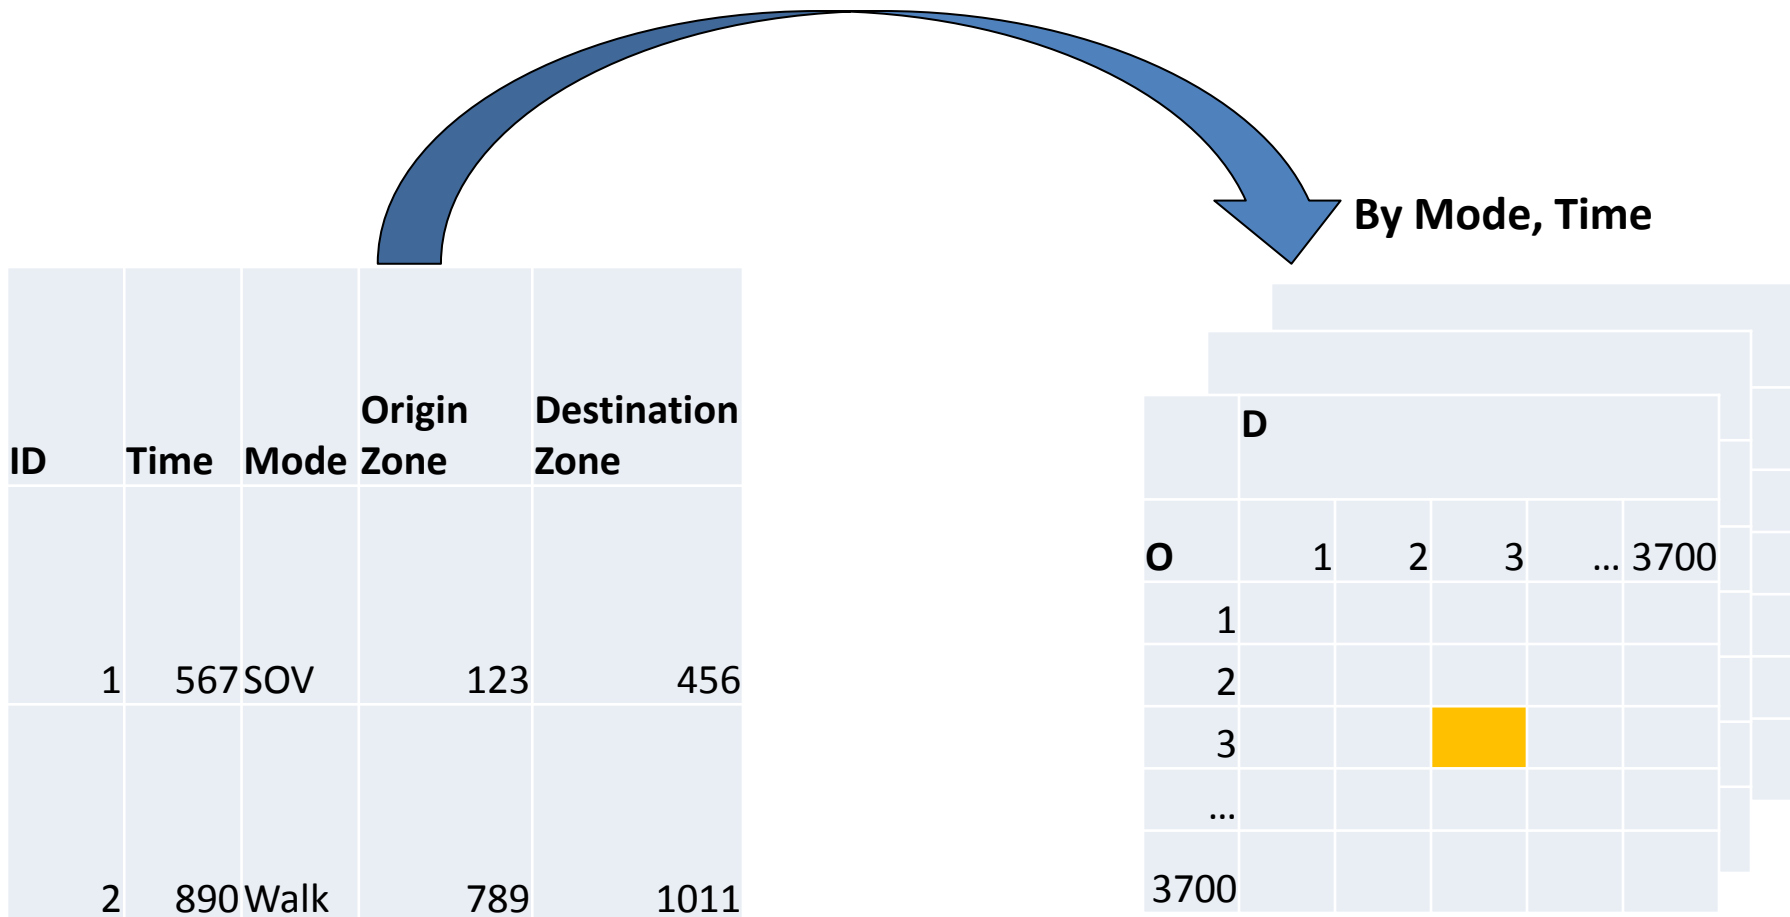 By Mode, Time
ID Time Mode Origin Zone Destination Zone
1 567 SOV 123 456
2 890 Walk 789 1011
D
O 1 2 3 ... 3700
1
2
3
...
3700